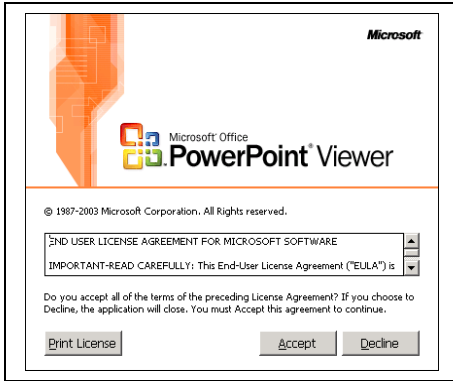 Microsoft
Microsoft Office
PowerPoint Viewer
© 1987-2003 Microsoft Corporation. All Rights reserved.
END USER LICENSE AGREEMENT FOR MICROSOFT SOFTWARE
IMPORTANT-READ CAREFULLY: This End-User License Agreement ("EULA") is
Do you accept all of the terms of the preceding License Agreement? If you choose to
Decline, the application will close. You must Accept this agreement to continue.
Print License Accept Decline